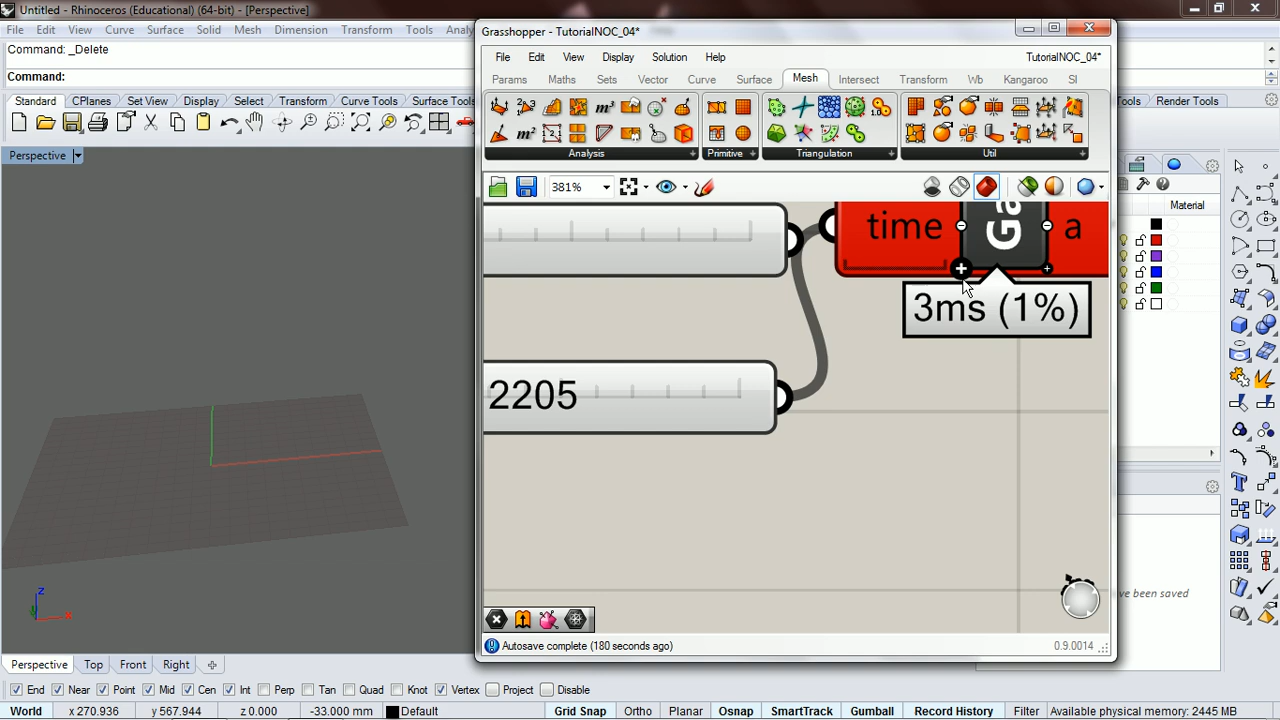 Untitled - Rhinoceros (Educational) (64-bit) - [Perspective]
File Edit View Curve Surface Solid Mesh Dimension Transform Tools Analy
Command: _Delete
Command:
Standard CPlanes Set View Display Select Transform Curve Tools Surface Tools
Tools Render Tools
Perspective
Material
Grasshopper - TutorialNOC_04*
File Edit View Display Solution Help
TutorialNOC_04*
Params Maths Sets Vector Curve Surface Mesh Intersect Transform Wb Kangaroo SI
Analysis Primitive Triangulation Util
381%
time
Ga
a
3ms (1%)
2205
Autosave complete (180 seconds ago)
0.9.0014
ve been saved
z
x
Perspective Top Front Right
End Near Point Mid Cen Int Perp Tan Quad Knot Vertex Project Disable
World x 270.936 y 567.944 z 0.000 -33.000 mm Default Grid Snap Ortho Planar Osnap SmartTrack Gumball Record History Filter Available physical memory: 2445 MB